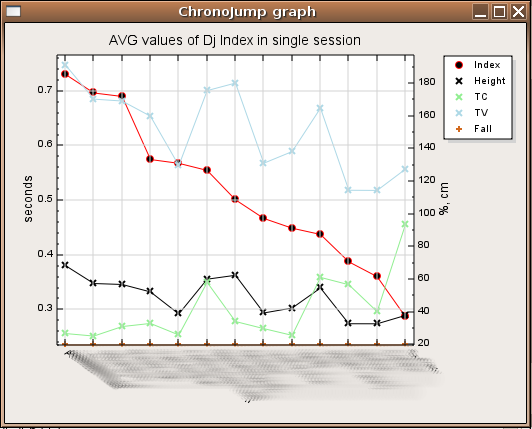 ChronoJump graph
AVG values of Dj Index in single session
0.7
0.6
0.5
0.4
0.3
seconds
180
160
140
120
100
80
60
40
20
%, cm
Index
Height
TC
TV
Fall